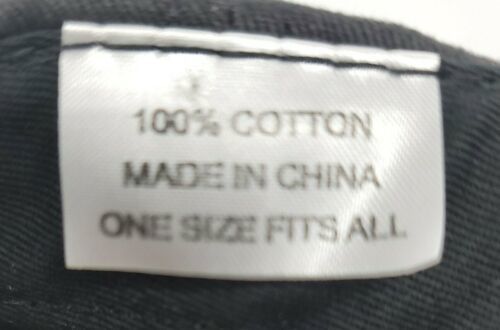 100% COTTON
MADE IN CHINA
ONE SIZE FITS ALL